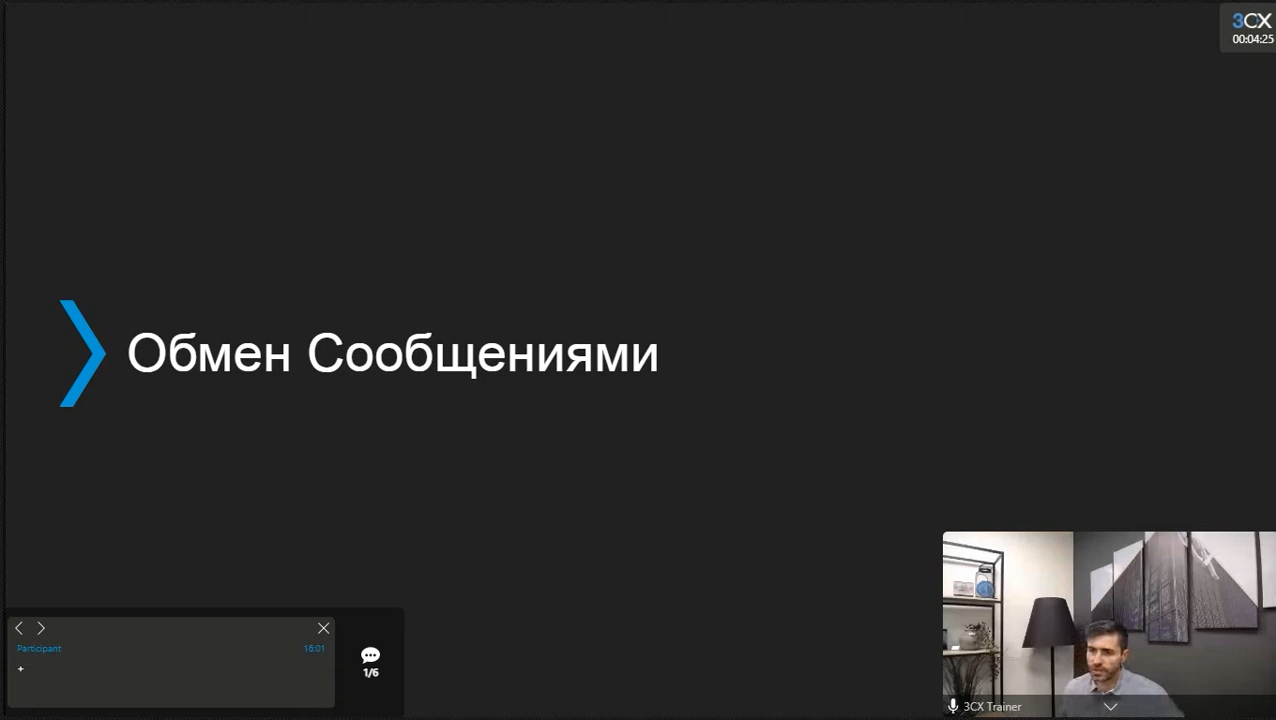 3CX
00:04:25
Обмен Сообщениями
Participant 16:01
+
1/6
3CX Trainer